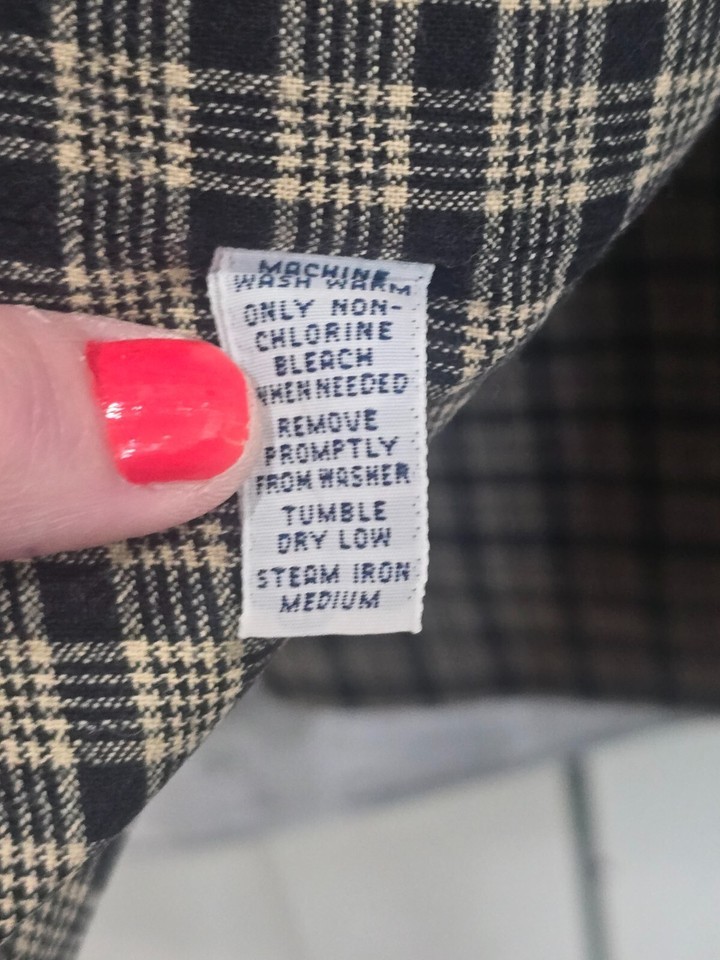 MACHINE
WASH WARM
ONLY NON-
CHLORINE
BLEACH
WHEN NEEDED
REMOVE
PROMPTLY
FROM WASHER
TUMBLE
DRY LOW
STEAM IRON
MEDIUM